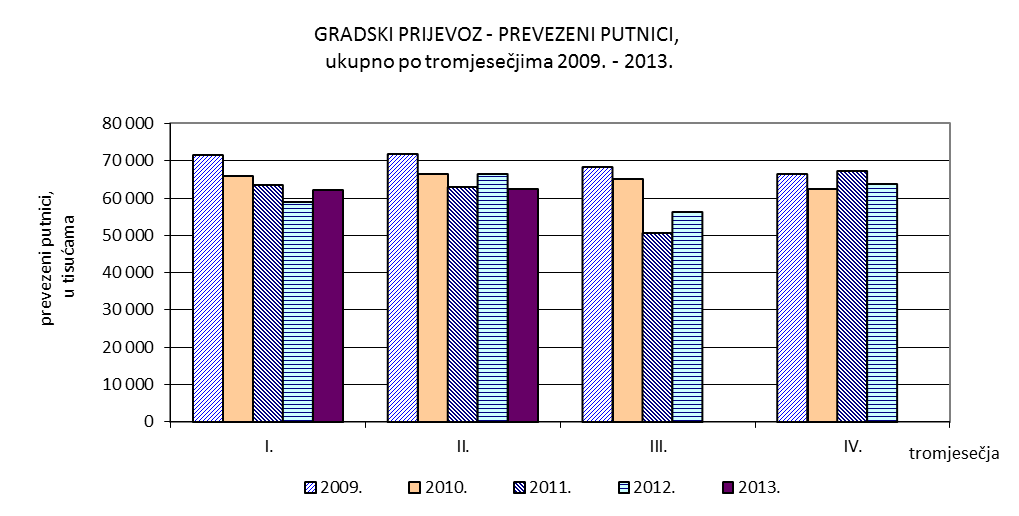 GRADSKI PRIJEVOZ - PREVEZENI PUTNICI,
ukupno po tromjesečjima 2009. - 2013.
prevezeni putnici,
u tisućama
80 000
70 000
60 000
50 000
40 000
30 000
20 000
10 000
0
I. II. III. IV.
tromjesečja
2009. 2010. 2011. 2012. 2013.